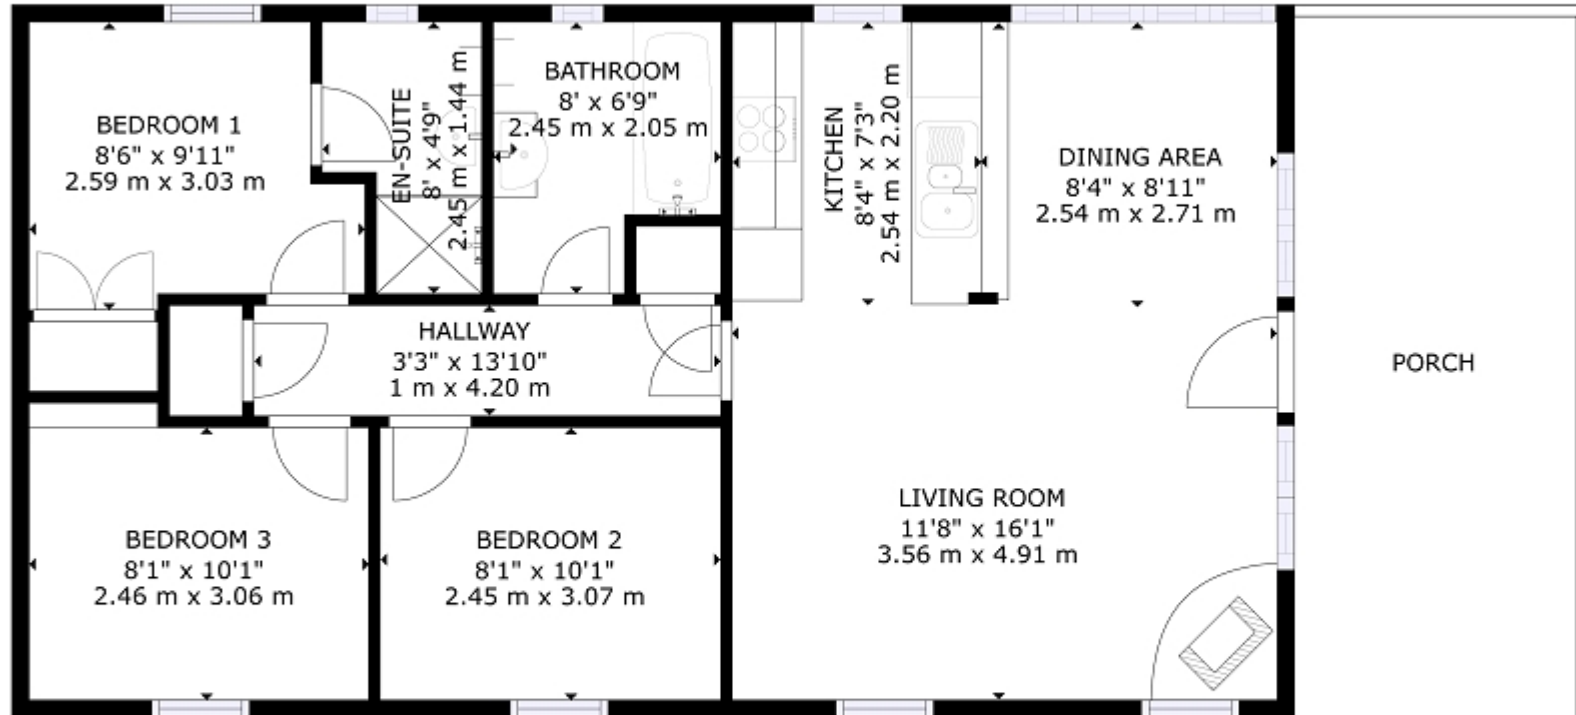 BEDROOM 1
8'6" x 9'11"
2.59 m x 3.03 m
EN-SUITE
8' x 4'9"
2.45 m x 1.44 m
BATHROOM
8' x 6'9"
2.45 m x 2.05 m
KITCHEN
8'4" x 7'3"
2.54 m x 2.20 m
DINING AREA
8'4" x 8'11"
2.54 m x 2.71 m
HALLWAY
3'3" x 13'10"
1 m x 4.20 m
PORCH
BEDROOM 3
8'1" x 10'1"
2.46 m x 3.06 m
BEDROOM 2
8'1" x 10'1"
2.45 m x 3.07 m
LIVING ROOM
11'8" x 16'1"
3.56 m x 4.91 m